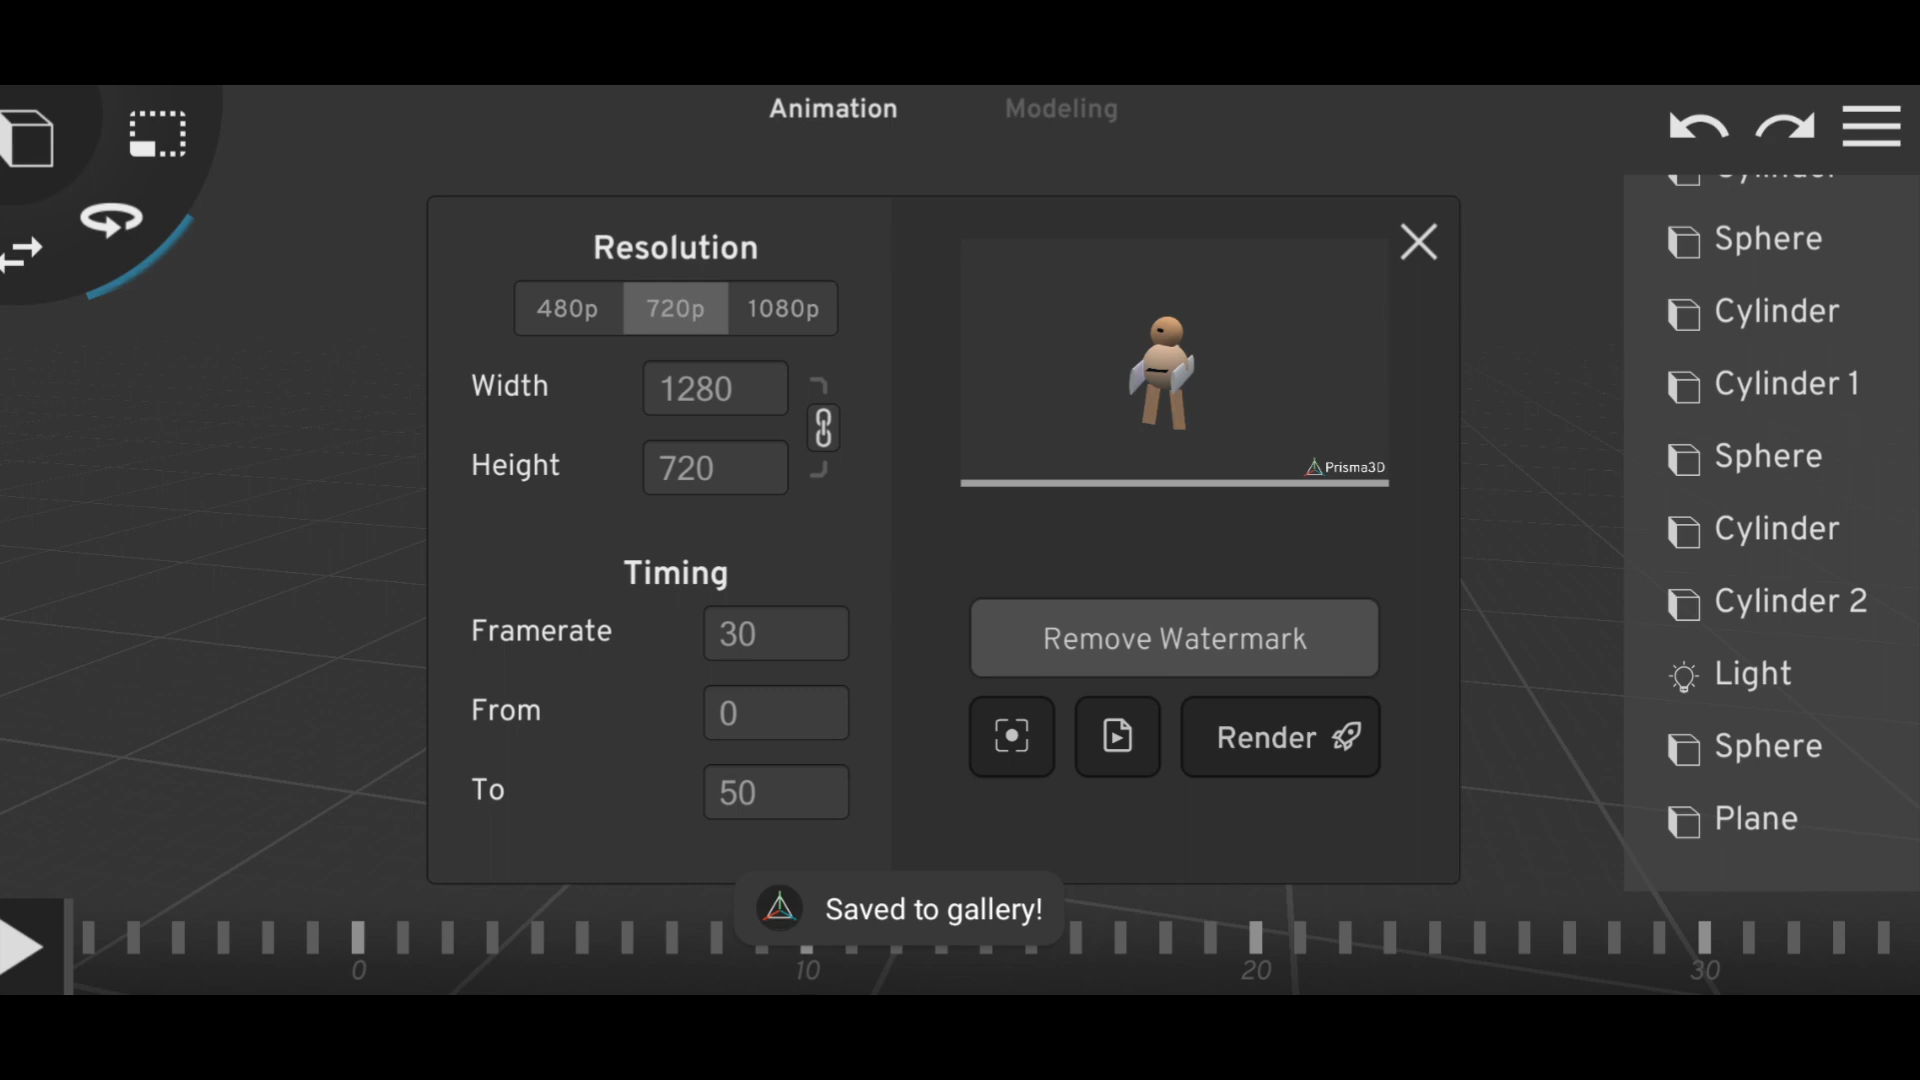 Animation
Modeling
Resolution
480p
720p
1080p
Width
1280
Height
720
Timing
Framerate
30
From
0
To
50
Prisma3D
Remove Watermark
Render
Cylinder
Sphere
Cylinder
Cylinder 1
Sphere
Cylinder
Cylinder 2
Light
Sphere
Plane
Saved to gallery!
0
10
20
30